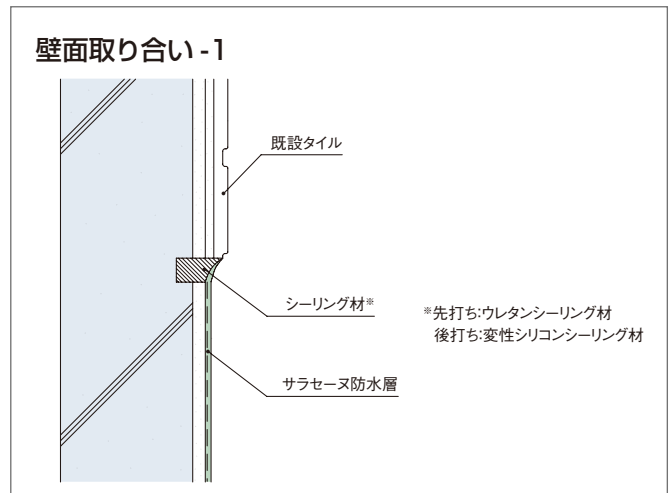 壁面取り合い -1
既設タイル
シーリング材※
※先打ち:ウレタンシーリング材
後打ち:変性シリコンシーリング材
サラセーヌ防水層